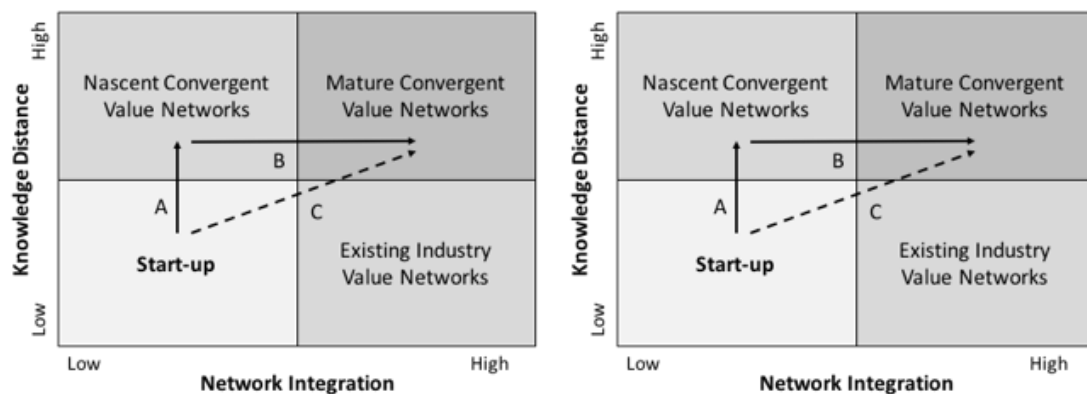 High
Knowledge Distance
Low
Nascent Convergent
Value Networks
Mature Convergent
Value Networks
A
B
C
Start-up
Existing Industry
Value Networks
Low
High
Network Integration
High
Knowledge Distance
Low
Nascent Convergent
Value Networks
Mature Convergent
Value Networks
A
B
C
Start-up
Existing Industry
Value Networks
Low
High
Network Integration